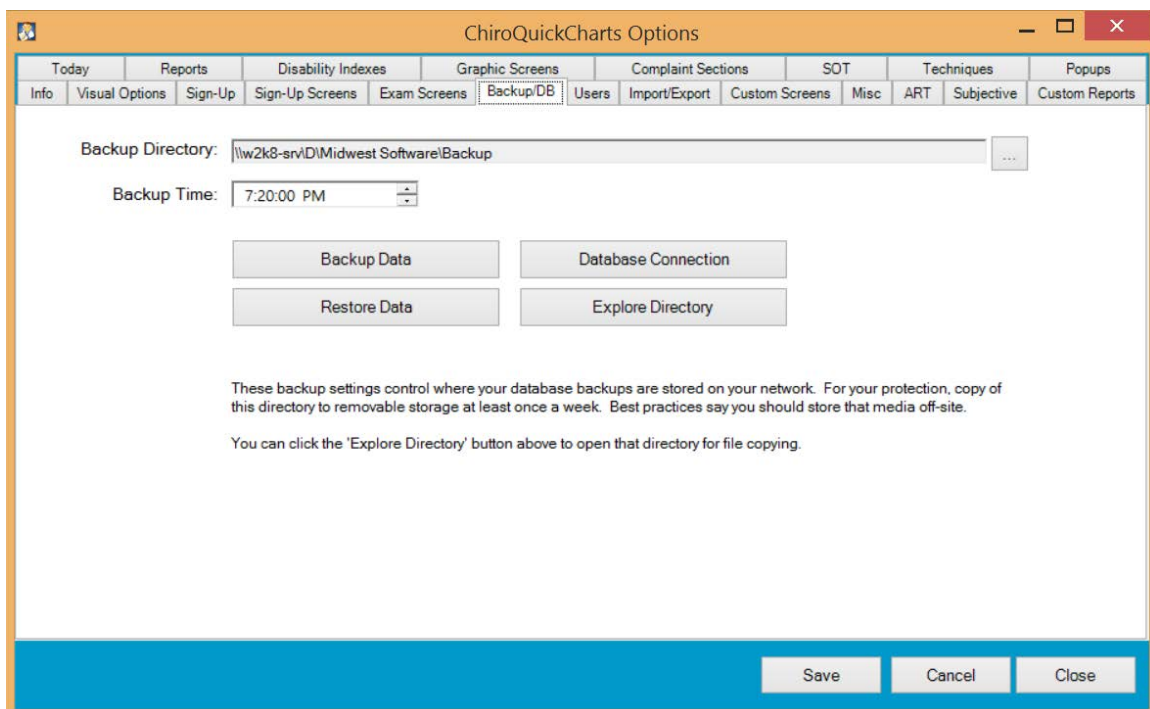 ChiroQuickCharts Options
Today Reports Disability Indexes Graphic Screens Complaint Sections SOT Techniques Popups
Info Visual Options Sign-Up Sign-Up Screens Exam Screens Backup/DB Users Import/Export Custom Screens Misc ART Subjective Custom Reports
Backup Directory: \\w2k8-srv\D\Midwest Software\Backup ...
Backup Time: 7:20:00 PM
Backup Data Database Connection
Restore Data Explore Directory
These backup settings control where your database backups are stored on your network. For your protection, copy of
this directory to removable storage at least once a week. Best practices say you should store that media off-site.
You can click the 'Explore Directory' button above to open that directory for file copying.
Save Cancel Close